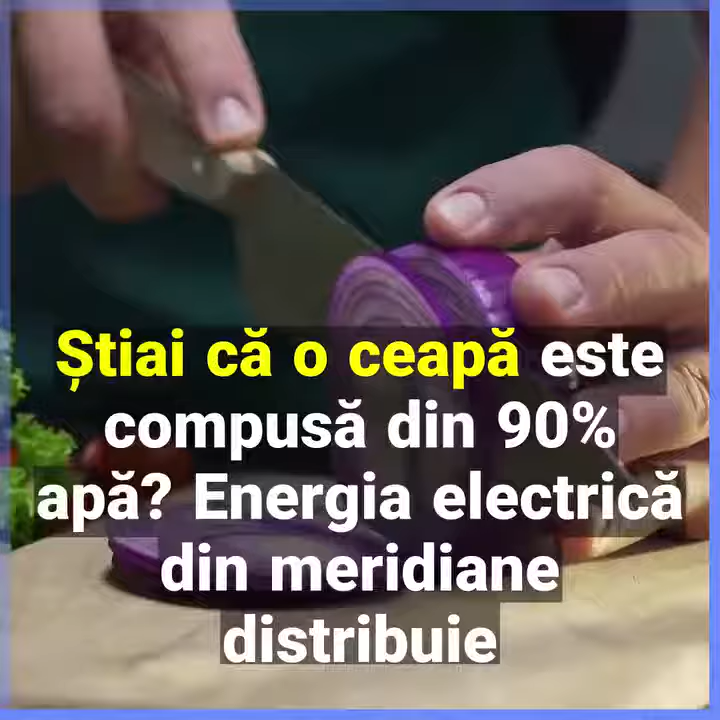 Știai că o ceapă este
compusă din 90%
apă? Energia electrică
din meridiane
distribuie